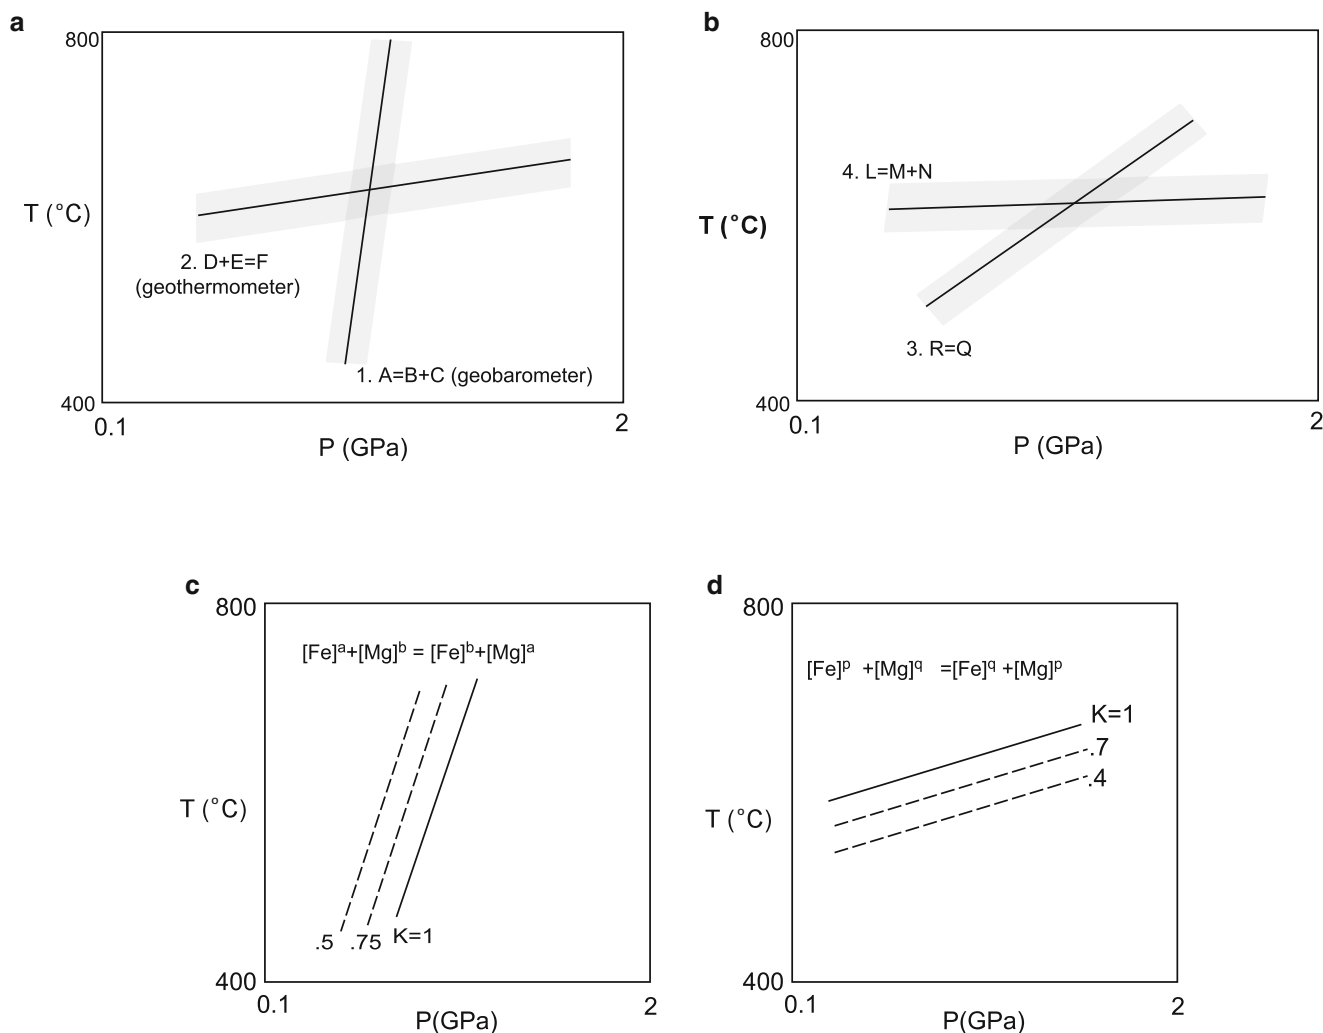 a
800
T (°C)
2. D+E=F
(geothermometer)
1. A=B+C (geobarometer)
400
0.1
2
P (GPa)
b
800
4. L=M+N
T (°C)
3. R=Q
400
0.1
2
P (GPa)
c
800
[Fe]ᵃ+[Mg]ᵇ = [Fe]ᵇ+[Mg]ᵃ
T (°C)
.5 .75 K=1
400
0.1
2
P(GPa)
d
800
[Fe]ᵖ +[Mg]^q =[Fe]^q +[Mg]ᵖ
K=1
.7
.4
T (°C)
400
0.1
2
P(GPa)